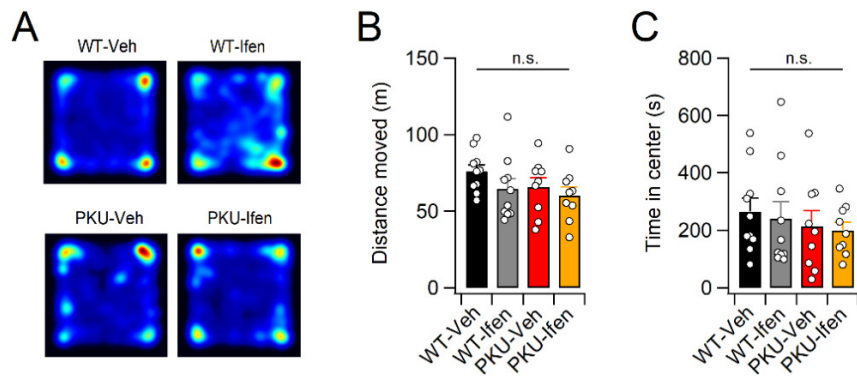 A
WT-Veh
WT-Ifen
PKU-Veh
PKU-Ifen
B
n.s.
Distance moved (m)
150
100
50
0
WT-Veh
WT-Ifen
PKU-Veh
PKU-Ifen
C
n.s.
Time in center (s)
800
600
400
200
0
WT-Veh
WT-Ifen
PKU-Veh
PKU-Ifen